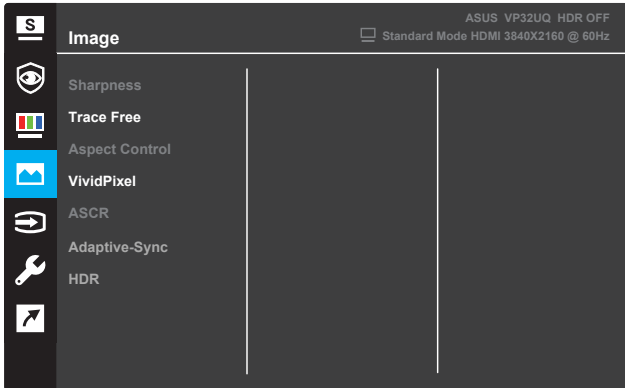 S
ASUS VP32UQ HDR OFF
Image
Standard Mode HDMI 3840X2160 @ 60Hz
Sharpness
Trace Free
Aspect Control
VividPixel
ASCR
Adaptive-Sync
HDR